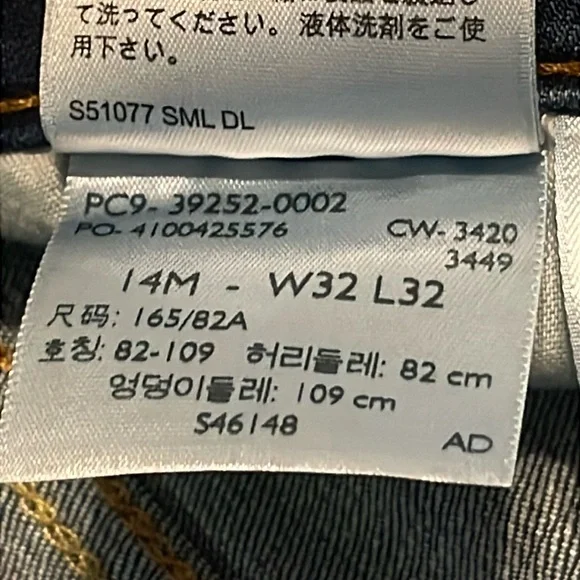 て洗ってください。液体洗剤をご使
用下さい。
S51077 SML DL
PC9- 39252-0002
PO- 4100425576
CW- 3420
3449
14M - W32 L32
尺码: 165/82A
호칭: 82-109 허리둘레: 82 cm
엉덩이둘레: 109 cm
S46148
AD